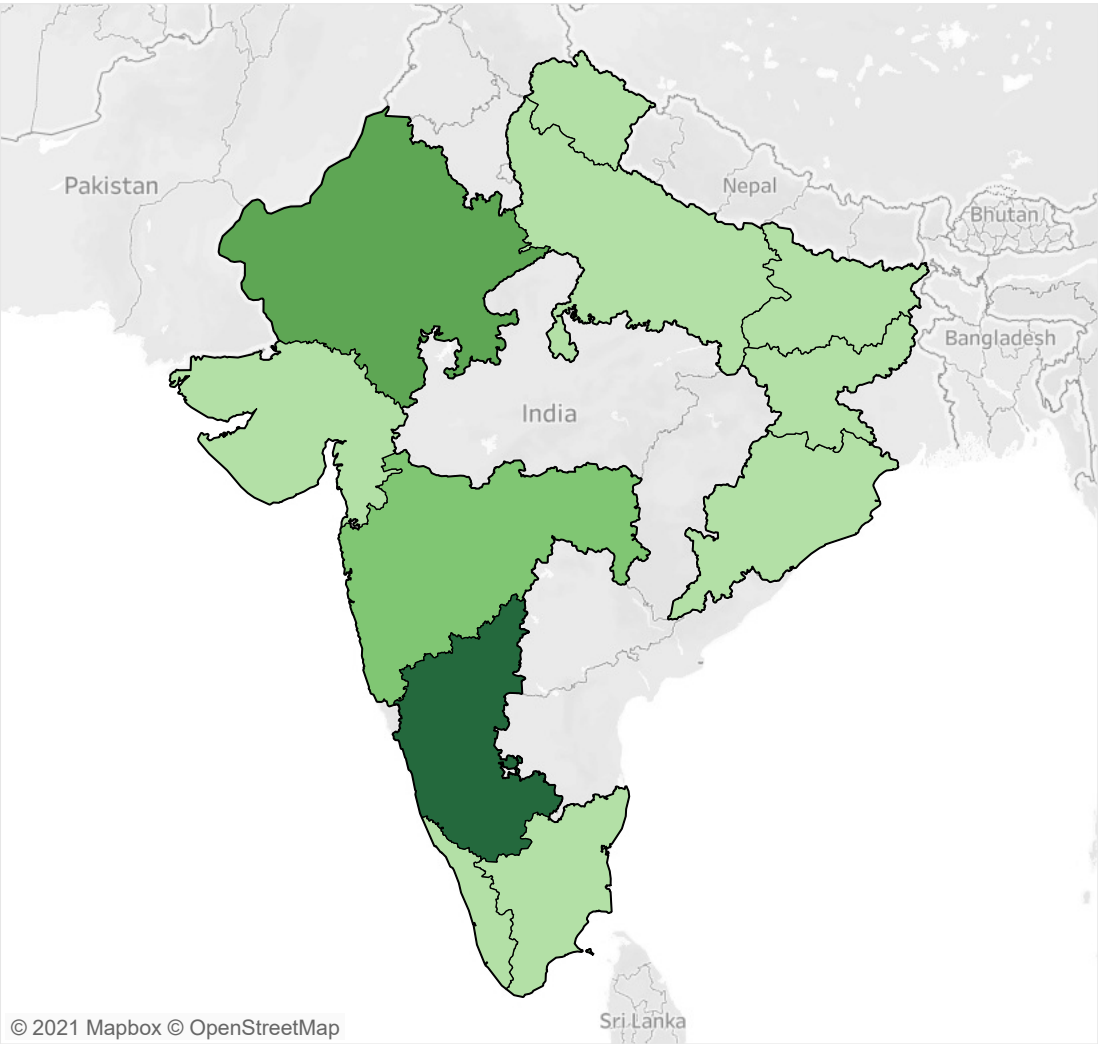 Pakistan
Nepal
Bhutan
Bangladesh
India
Sri Lanka
© 2021 Mapbox © OpenStreetMap